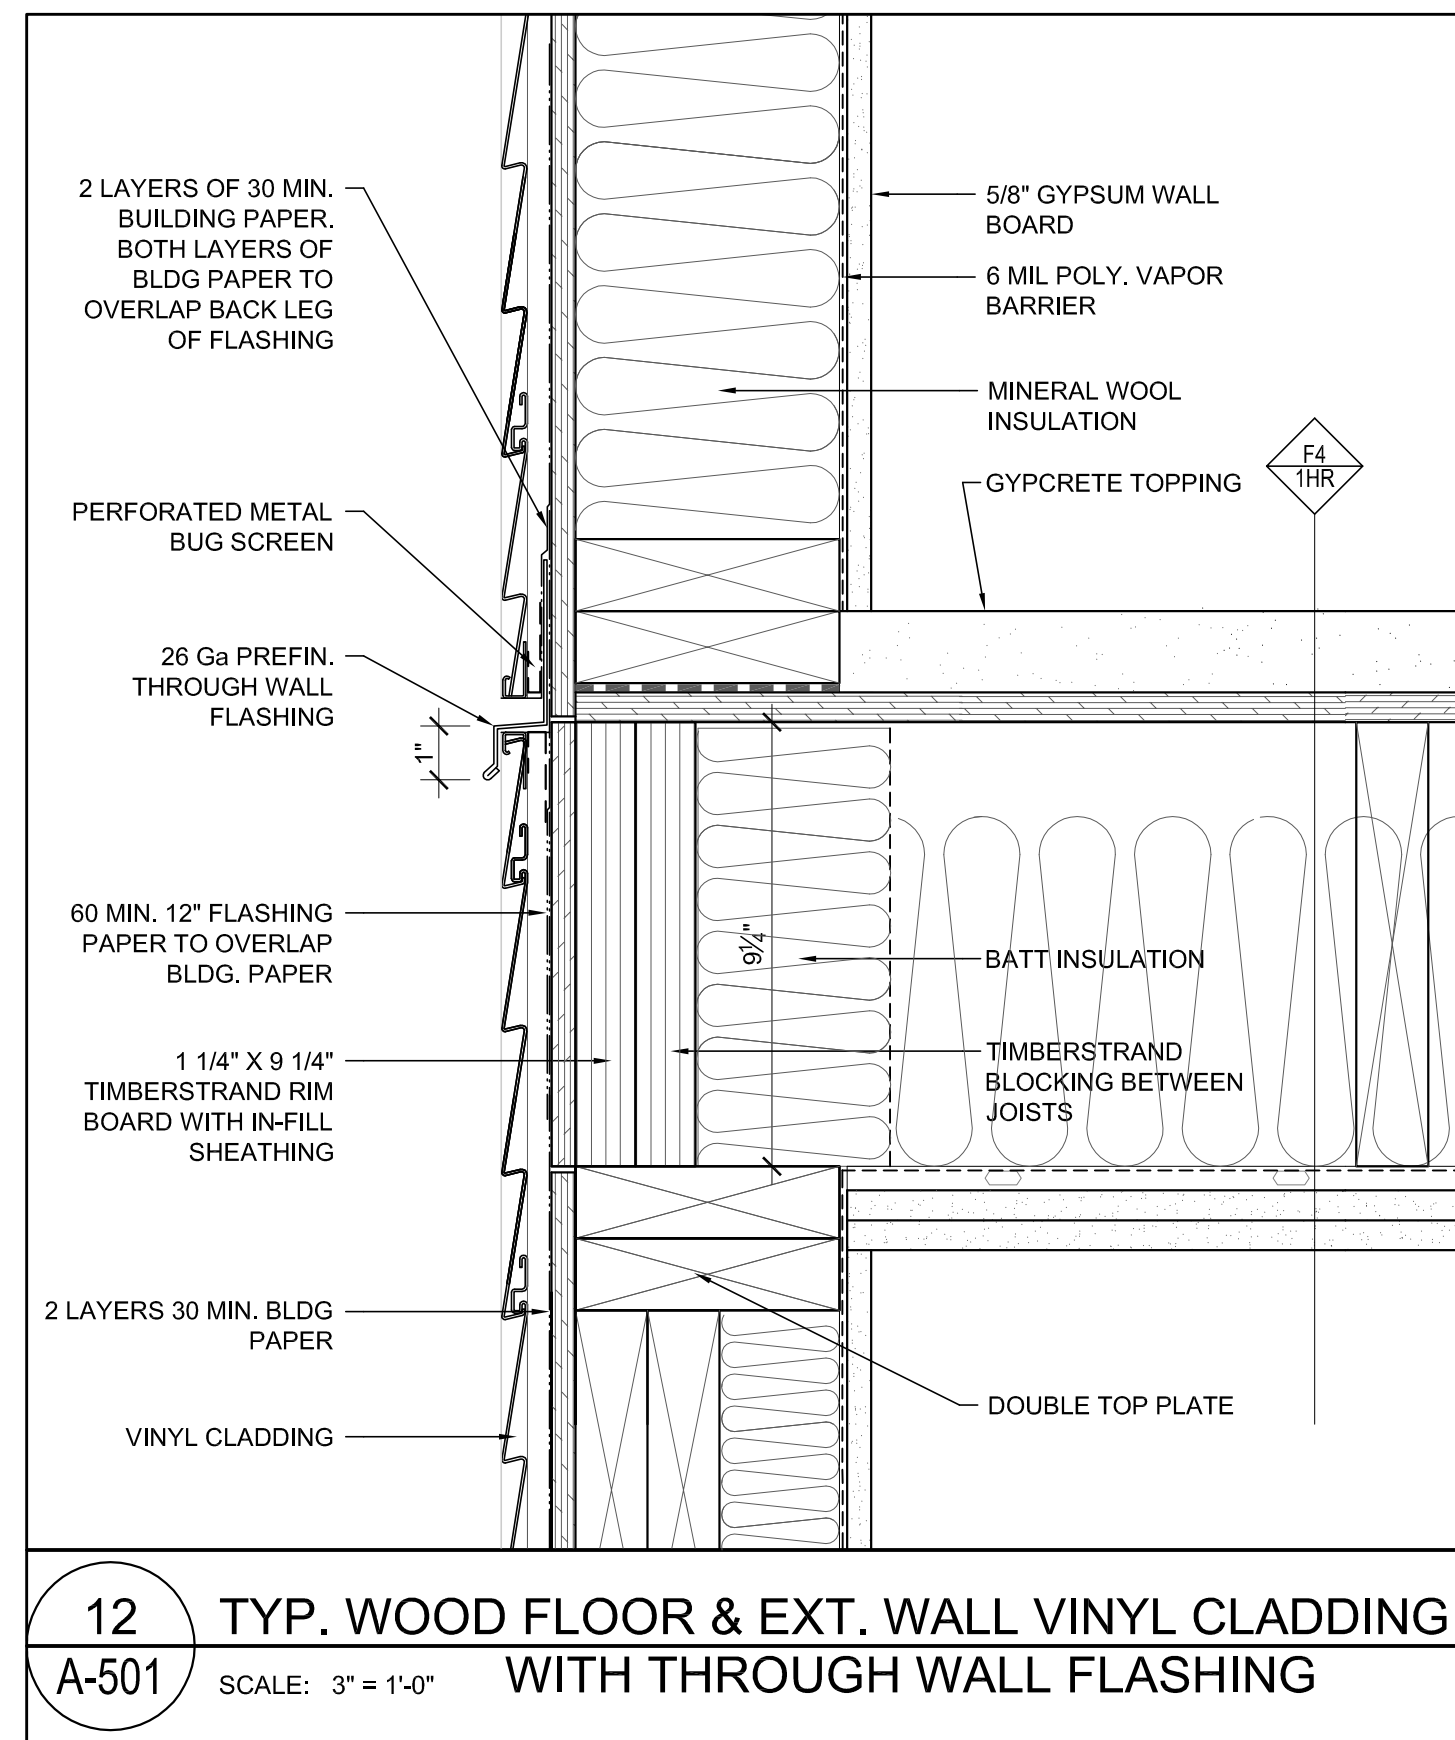 2 LAYERS OF 30 MIN.
BUILDING PAPER.
BOTH LAYERS OF
BLDG PAPER TO
OVERLAP BACK LEG
OF FLASHING
PERFORATED METAL
BUG SCREEN
26 Ga PREFIN.
THROUGH WALL
FLASHING
1"
60 MIN. 12" FLASHING
PAPER TO OVERLAP
BLDG. PAPER
1 1/4" X 9 1/4"
TIMBERSTRAND RIM
BOARD WITH IN-FILL
SHEATHING
2 LAYERS 30 MIN. BLDG
PAPER
VINYL CLADDING
5/8" GYPSUM WALL
BOARD
6 MIL POLY. VAPOR
BARRIER
MINERAL WOOL
INSULATION
GYPCRETE TOPPING
F4
1HR
9¼"
BATT INSULATION
TIMBERSTRAND
BLOCKING BETWEEN
JOISTS
DOUBLE TOP PLATE
12
A-501
TYP. WOOD FLOOR & EXT. WALL VINYL CLADDING
SCALE: 3" = 1'-0" WITH THROUGH WALL FLASHING